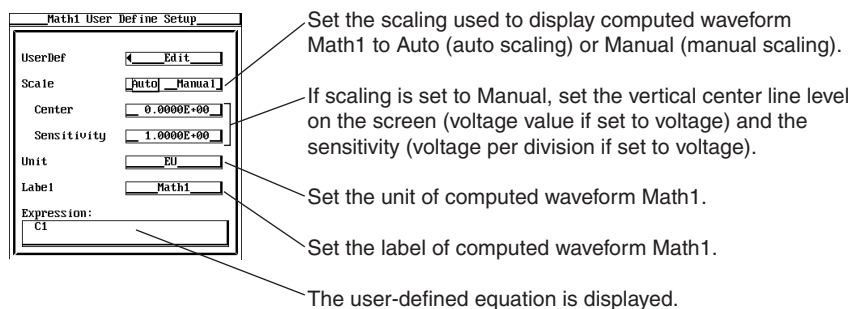 Math1 User Define Setup
UserDef Edit
Scale Auto Manual
Center 0.0000E+00
Sensitivity 1.0000E+00
Unit EU
Label Math1
Expression:
C1
Set the scaling used to display computed waveform
Math1 to Auto (auto scaling) or Manual (manual scaling).
If scaling is set to Manual, set the vertical center line level
on the screen (voltage value if set to voltage) and the
sensitivity (voltage per division if set to voltage).
Set the unit of computed waveform Math1.
Set the label of computed waveform Math1.
The user-defined equation is displayed.